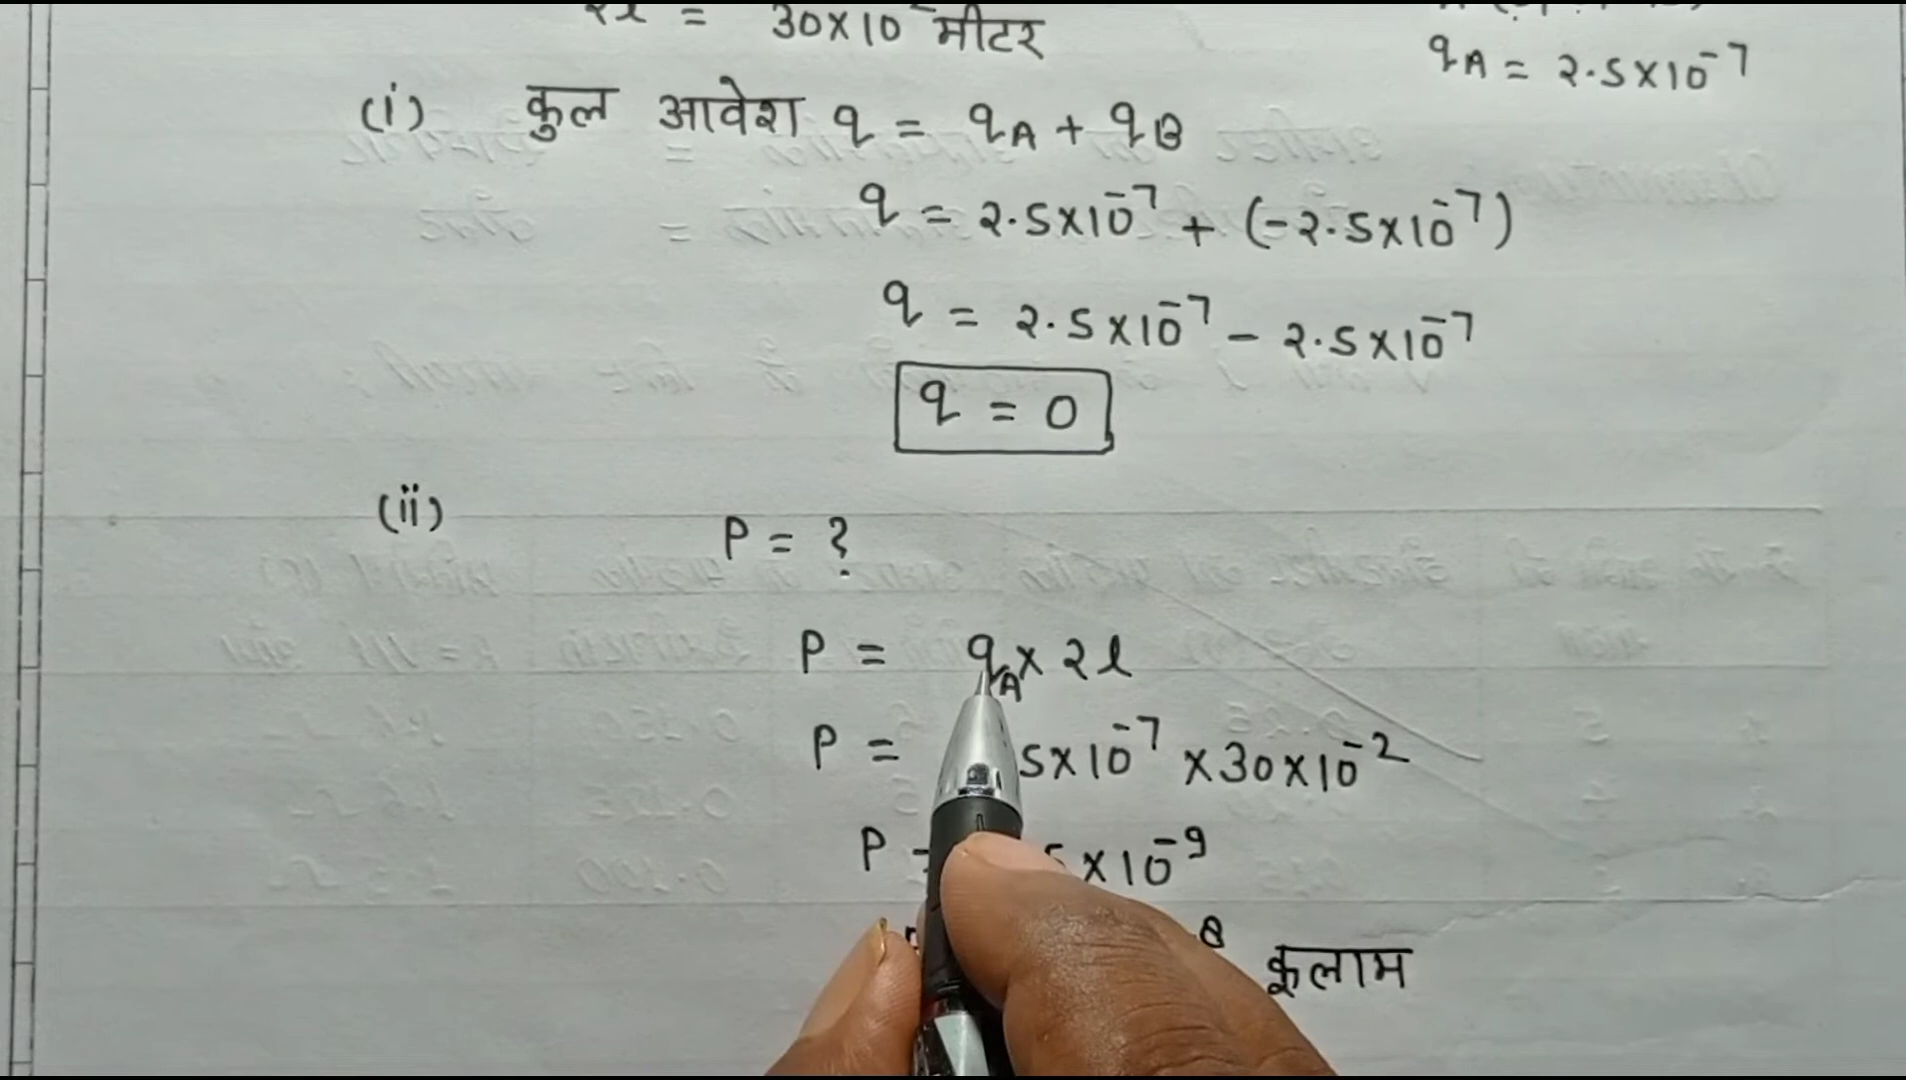 2l = 30×10⁻² मीटर
qA = 2.5×10⁻⁷
(i) कुल आवेश q = qA + qB
q = 2.5×10⁻⁷ + (-2.5×10⁻⁷)
q = 2.5×10⁻⁷ - 2.5×10⁻⁷
q = 0
(ii) P = ?
P = qA × 2l
P = 5×10⁻⁷ × 30×10⁻²
P = 5 ×10⁻⁹
8 कूलाम